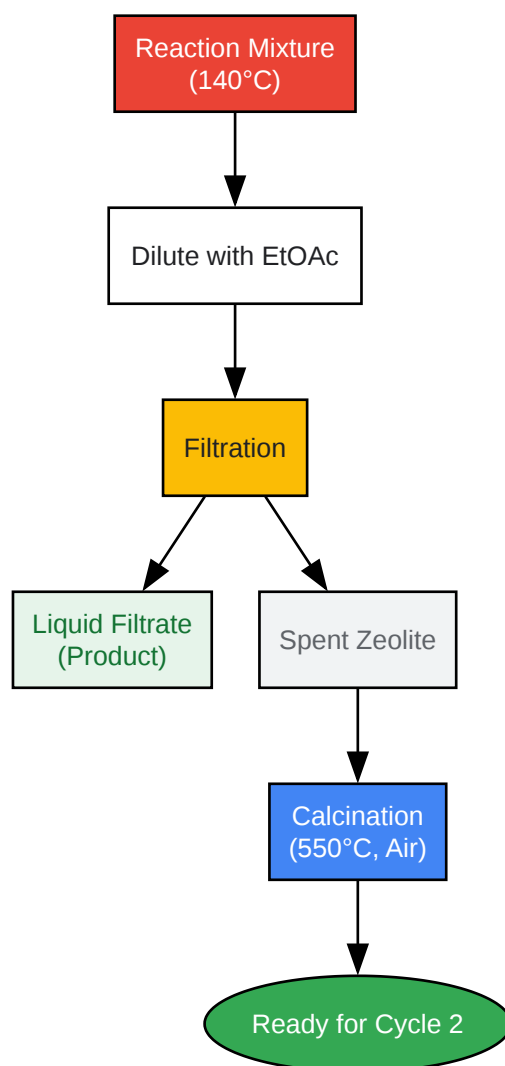 Reaction Mixture
(140°C)
Dilute with EtOAc
Filtration
Liquid Filtrate
(Product)
Spent Zeolite
Calcination
(550°C, Air)
Ready for Cycle 2